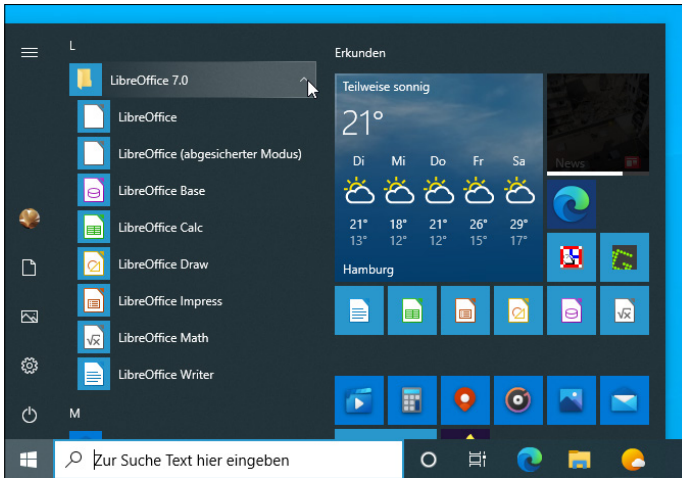 L
LibreOffice 7.0
LibreOffice
LibreOffice (abgesicherter Modus)
LibreOffice Base
LibreOffice Calc
LibreOffice Draw
LibreOffice Impress
LibreOffice Math
LibreOffice Writer
M
Erkunden
Teilweise sonnig
21°
Di Mi Do Fr Sa
21° 18° 21° 26° 29°
13° 12° 12° 15° 17°
Hamburg
News
Zur Suche Text hier eingeben